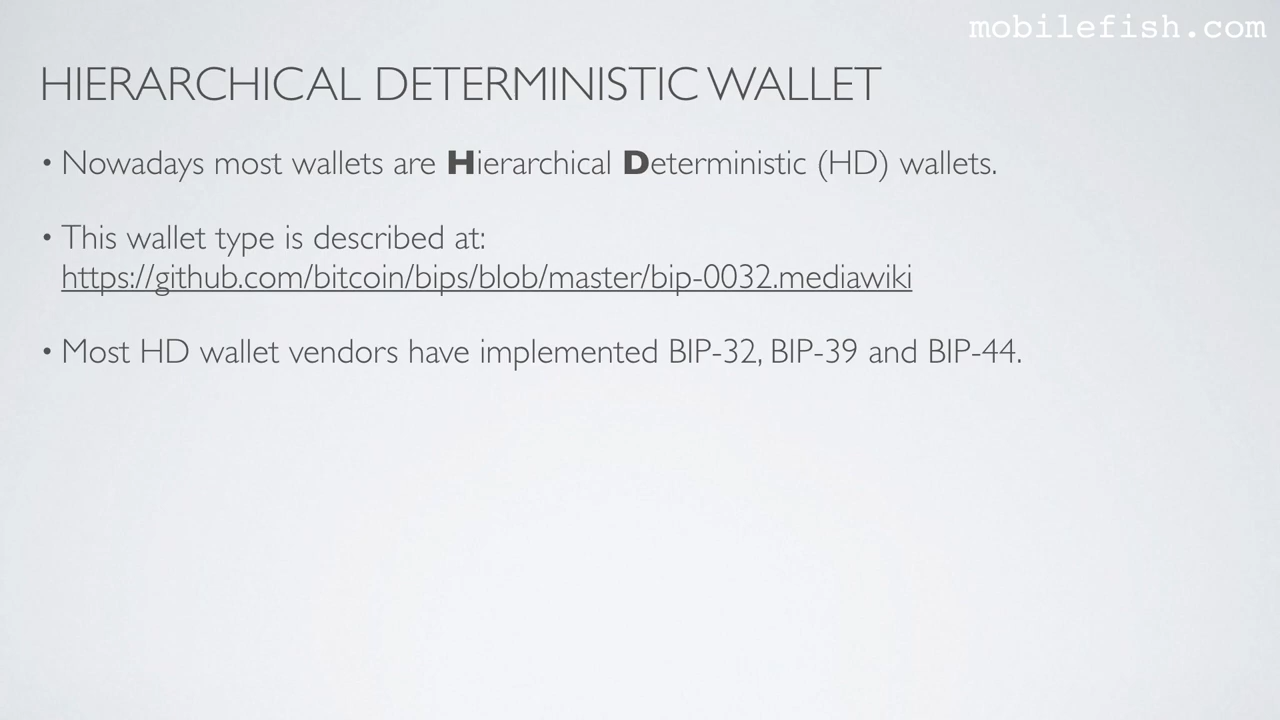 mobilefish.com
HIERARCHICAL DETERMINISTIC WALLET
• Nowadays most wallets are Hierarchical Deterministic (HD) wallets.
• This wallet type is described at:
https://github.com/bitcoin/bips/blob/master/bip-0032.mediawiki
• Most HD wallet vendors have implemented BIP-32, BIP-39 and BIP-44.